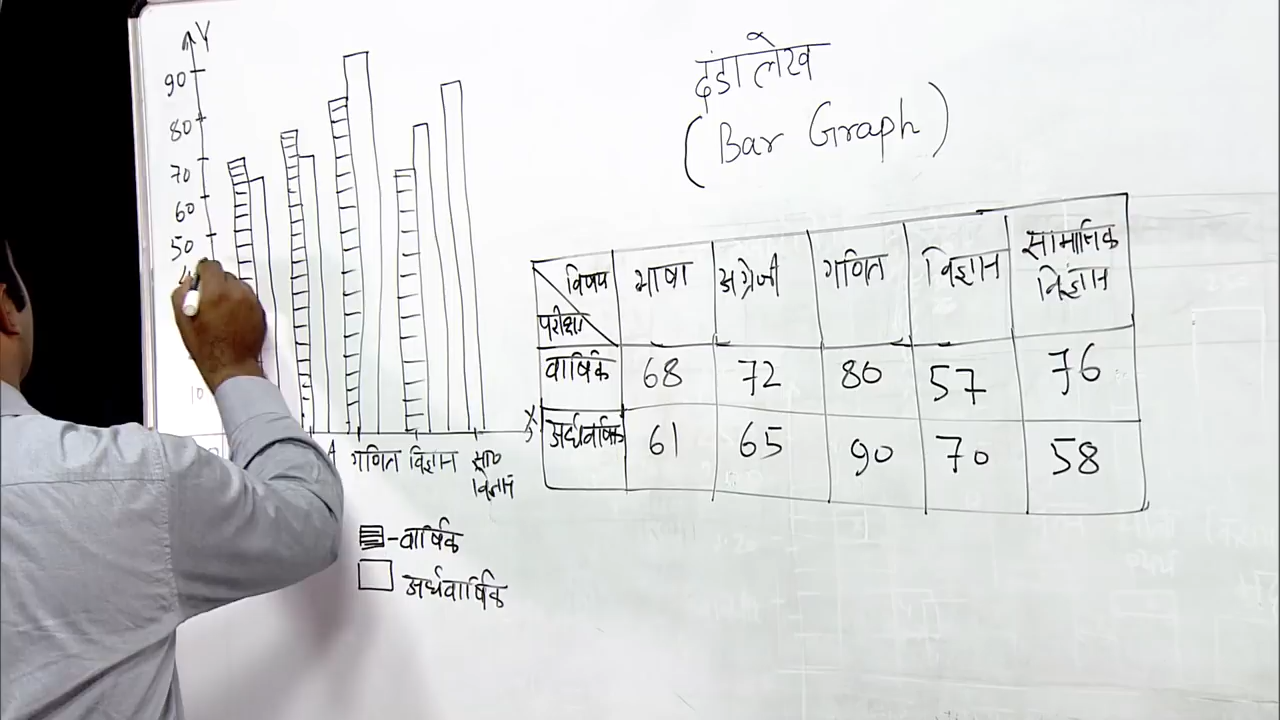 Y
90
80
70
60
50
10
X
गणित विज्ञान सा०
विज्ञान
वार्षिक
अर्धवार्षिक
दंडालेख
(Bar Graph)
विषय
परीक्षा
भाषा अंग्रेजी गणित विज्ञान सामाजिक
विज्ञान
वार्षिक 68 72 80 57 76
अर्धवार्षिक 61 65 90 70 58